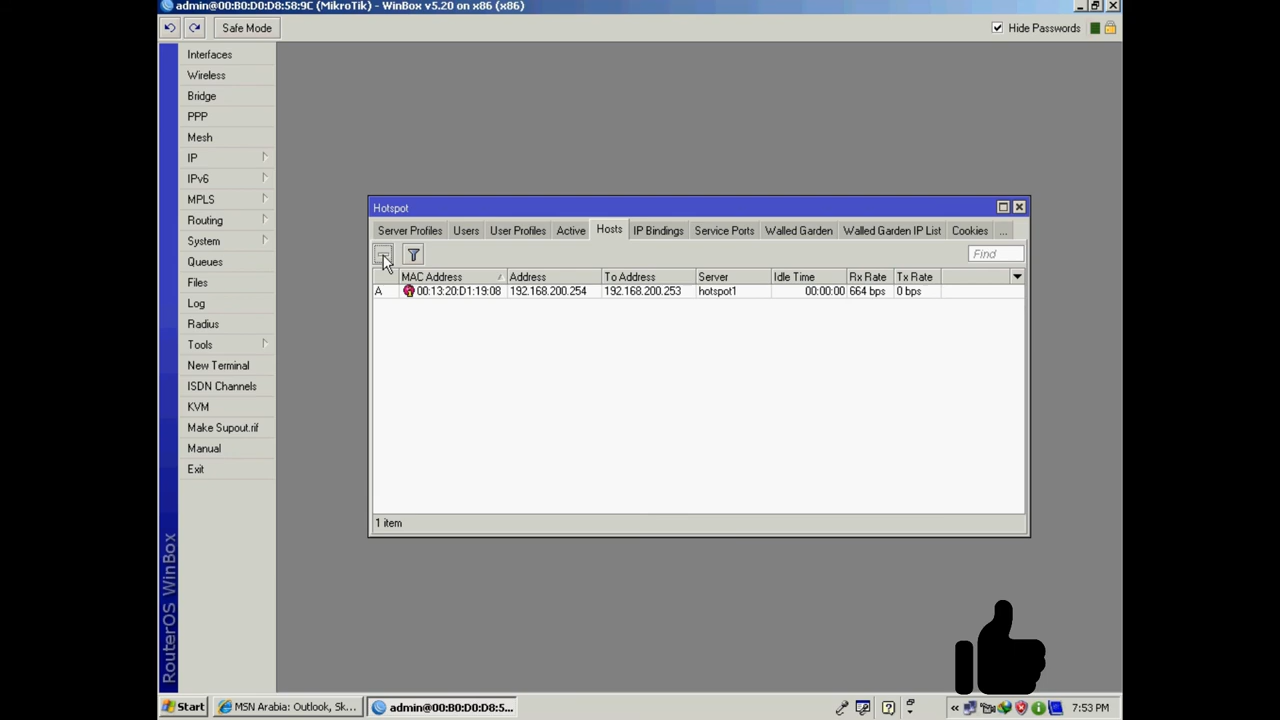 admin@00:B0:D0:D8:58:9C (MikroTik) - WinBox v5.20 on x86 (x86)
Safe Mode
Hide Passwords
Interfaces
Wireless
Bridge
PPP
Mesh
IP
IPv6
MPLS
Routing
System
Queues
Files
Log
Radius
Tools
New Terminal
ISDN Channels
KVM
Make Supout.rif
Manual
Exit
RouterOS WinBox
Hotspot
Server Profiles Users User Profiles Active Hosts IP Bindings Service Ports Walled Garden Walled Garden IP List Cookies ...
Find
MAC Address Address To Address Server Idle Time Rx Rate Tx Rate
A 00:13:20:D1:19:08 192.168.200.254 192.168.200.253 hotspot1 00:00:00 664 bps 0 bps
1 item
Start MSN Arabia: Outlook, Sk... admin@00:B0:D0:D8:5... « 7:53 PM